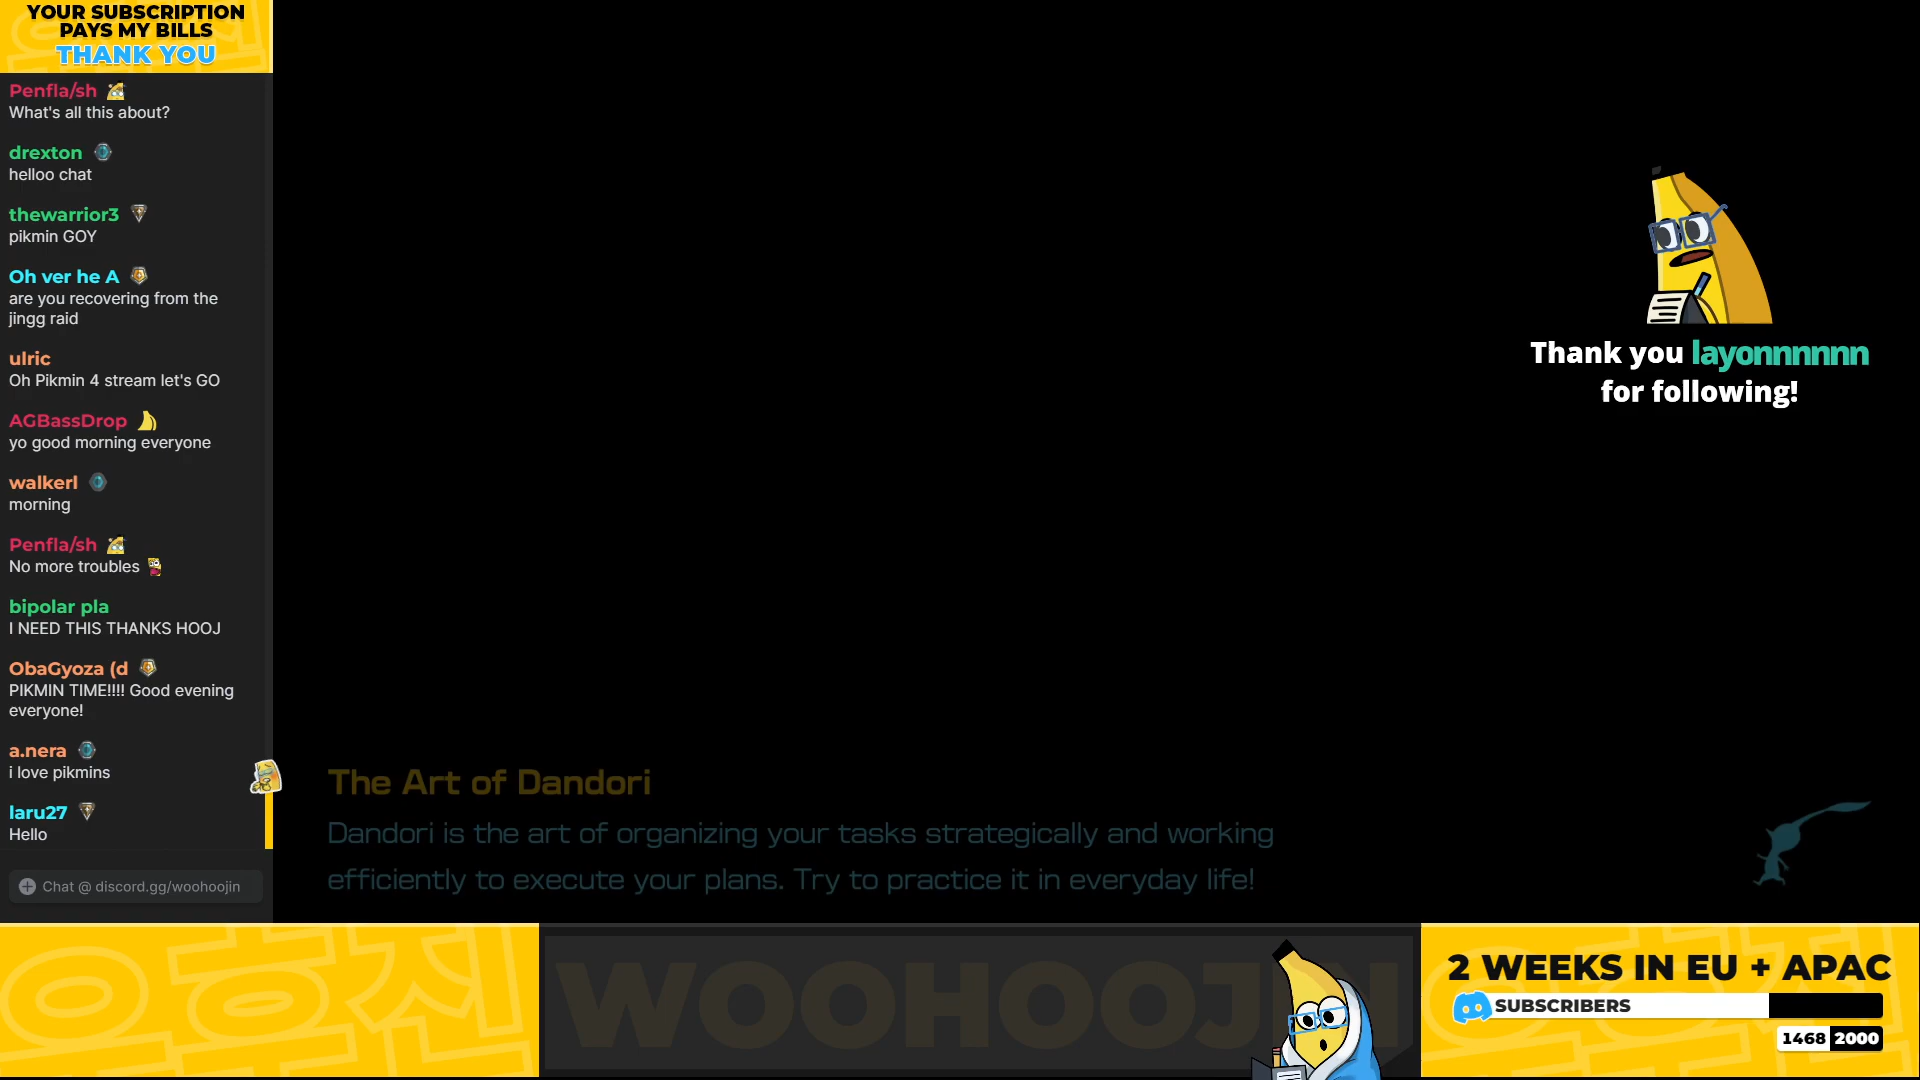 YOUR SUBSCRIPTION
PAYS MY BILLS
THANK YOU
Penfla/sh
What's all this about?
drexton
helloo chat
thewarrior3
pikmin GOY
Oh ver he A
are you recovering from the
jingg raid
ulric
Oh Pikmin 4 stream let's GO
AGBassDrop
yo good morning everyone
walkerl
morning
Penfla/sh
No more troubles
bipolar pla
I NEED THIS THANKS HOOJ
ObaGyoza (d
PIKMIN TIME!!!! Good evening
everyone!
a.nera
i love pikmins
laru27
Hello
Chat @ discord.gg/woohoojin
Thank you layonnnnnn
for following!
The Art of Dandori
Dandori is the art of organizing your tasks strategically and working
efficiently to execute your plans. Try to practice it in everyday life!
우후진
WOOHOOJIN
2 WEEKS IN EU + APAC
SUBSCRIBERS
1468 2000